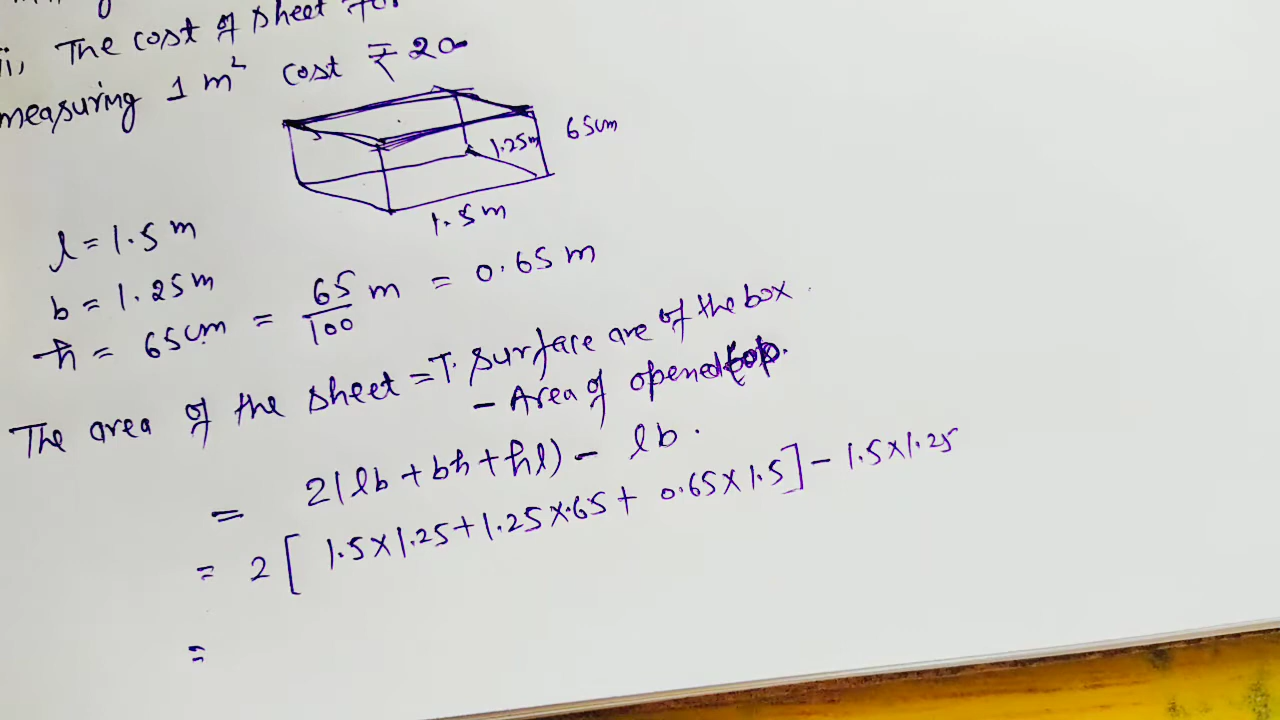 ii, The cost of sheet for
measuring 1 m² cost ₹ 20
1.25m
65cm
1.5m
l = 1.5 m
b = 1.25 m
h = 65cm = 65/100 m = 0.65 m
The area of the sheet = T. Surface are of the box.
- Area of opened top.
= 2(lb + bh + hl) - lb.
= 2 [ 1.5×1.25 + 1.25×.65 + 0.65×1.5] - 1.5×1.25
=